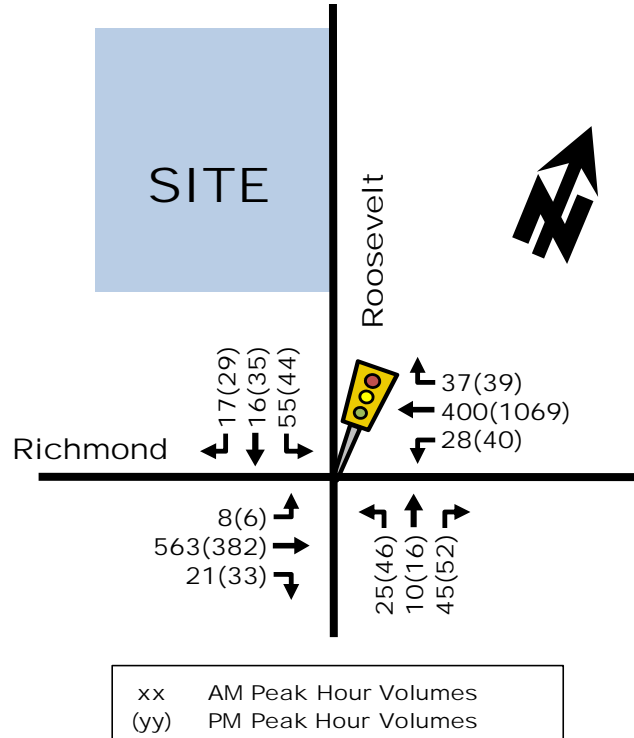 SITE
N
Roosevelt
17(29)
16(35)
55(44)
37(39)
400(1069)
28(40)
Richmond
8(6)
563(382)
21(33)
25(46)
10(16)
45(52)
xx AM Peak Hour Volumes
(yy) PM Peak Hour Volumes